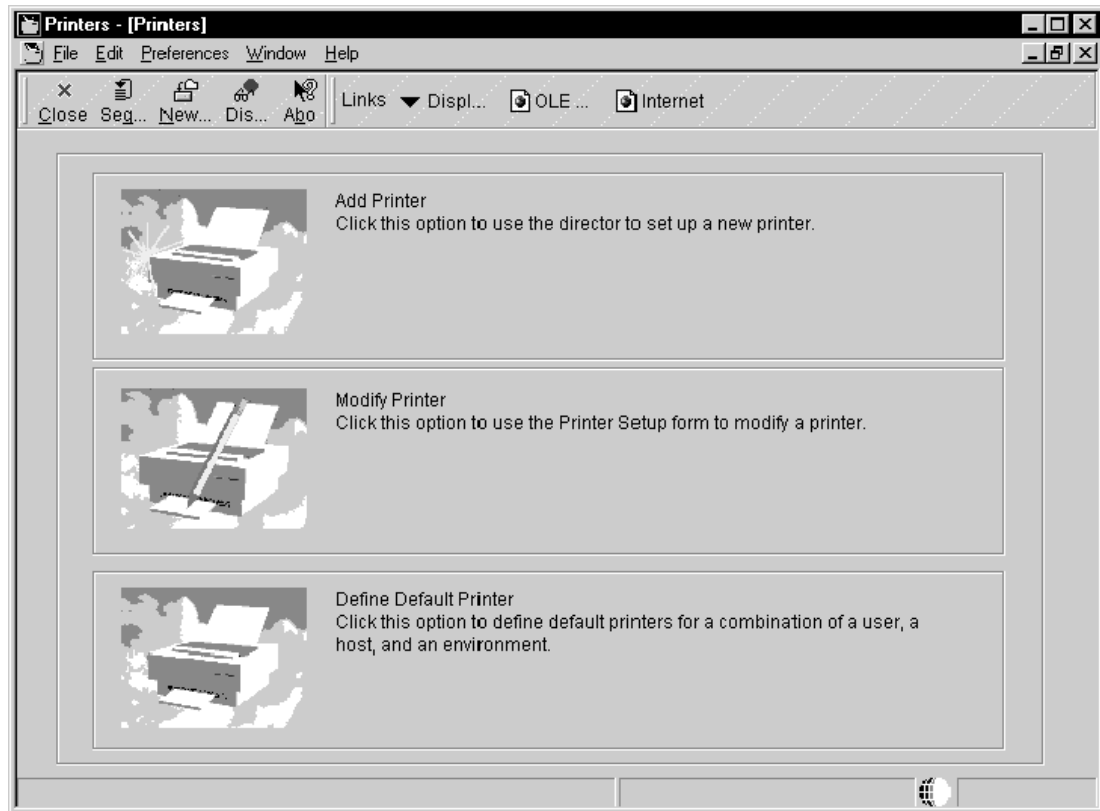 Printers - [Printers]
File Edit Preferences Window Help
Close Seq... New... Dis... Abo Links Displ... OLE ... Internet
Add Printer
Click this option to use the director to set up a new printer.
Modify Printer
Click this option to use the Printer Setup form to modify a printer.
Define Default Printer
Click this option to define default printers for a combination of a user, a
host, and an environment.